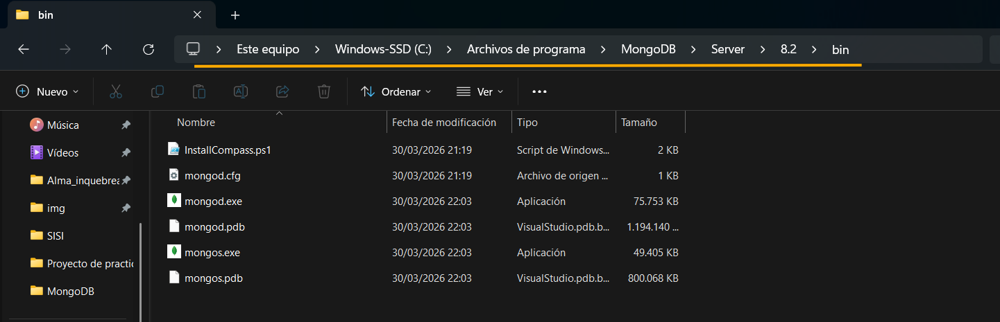 bin
Este equipo > Windows-SSD (C:) > Archivos de programa > MongoDB > Server > 8.2 > bin
Nuevo Ordenar Ver ...
Música
Vídeos
Alma_inquebrea
img
SISI
Proyecto de practic
MongoDB
Nombre Fecha de modificación Tipo Tamaño
InstallCompass.ps1 30/03/2026 21:19 Script de Windows... 2 KB
mongod.cfg 30/03/2026 21:19 Archivo de origen ... 1 KB
mongod.exe 30/03/2026 22:03 Aplicación 75.753 KB
mongod.pdb 30/03/2026 22:03 VisualStudio.pdb.b... 1.194.140 ...
mongos.exe 30/03/2026 22:03 Aplicación 49.405 KB
mongos.pdb 30/03/2026 22:03 VisualStudio.pdb.b... 800.068 KB